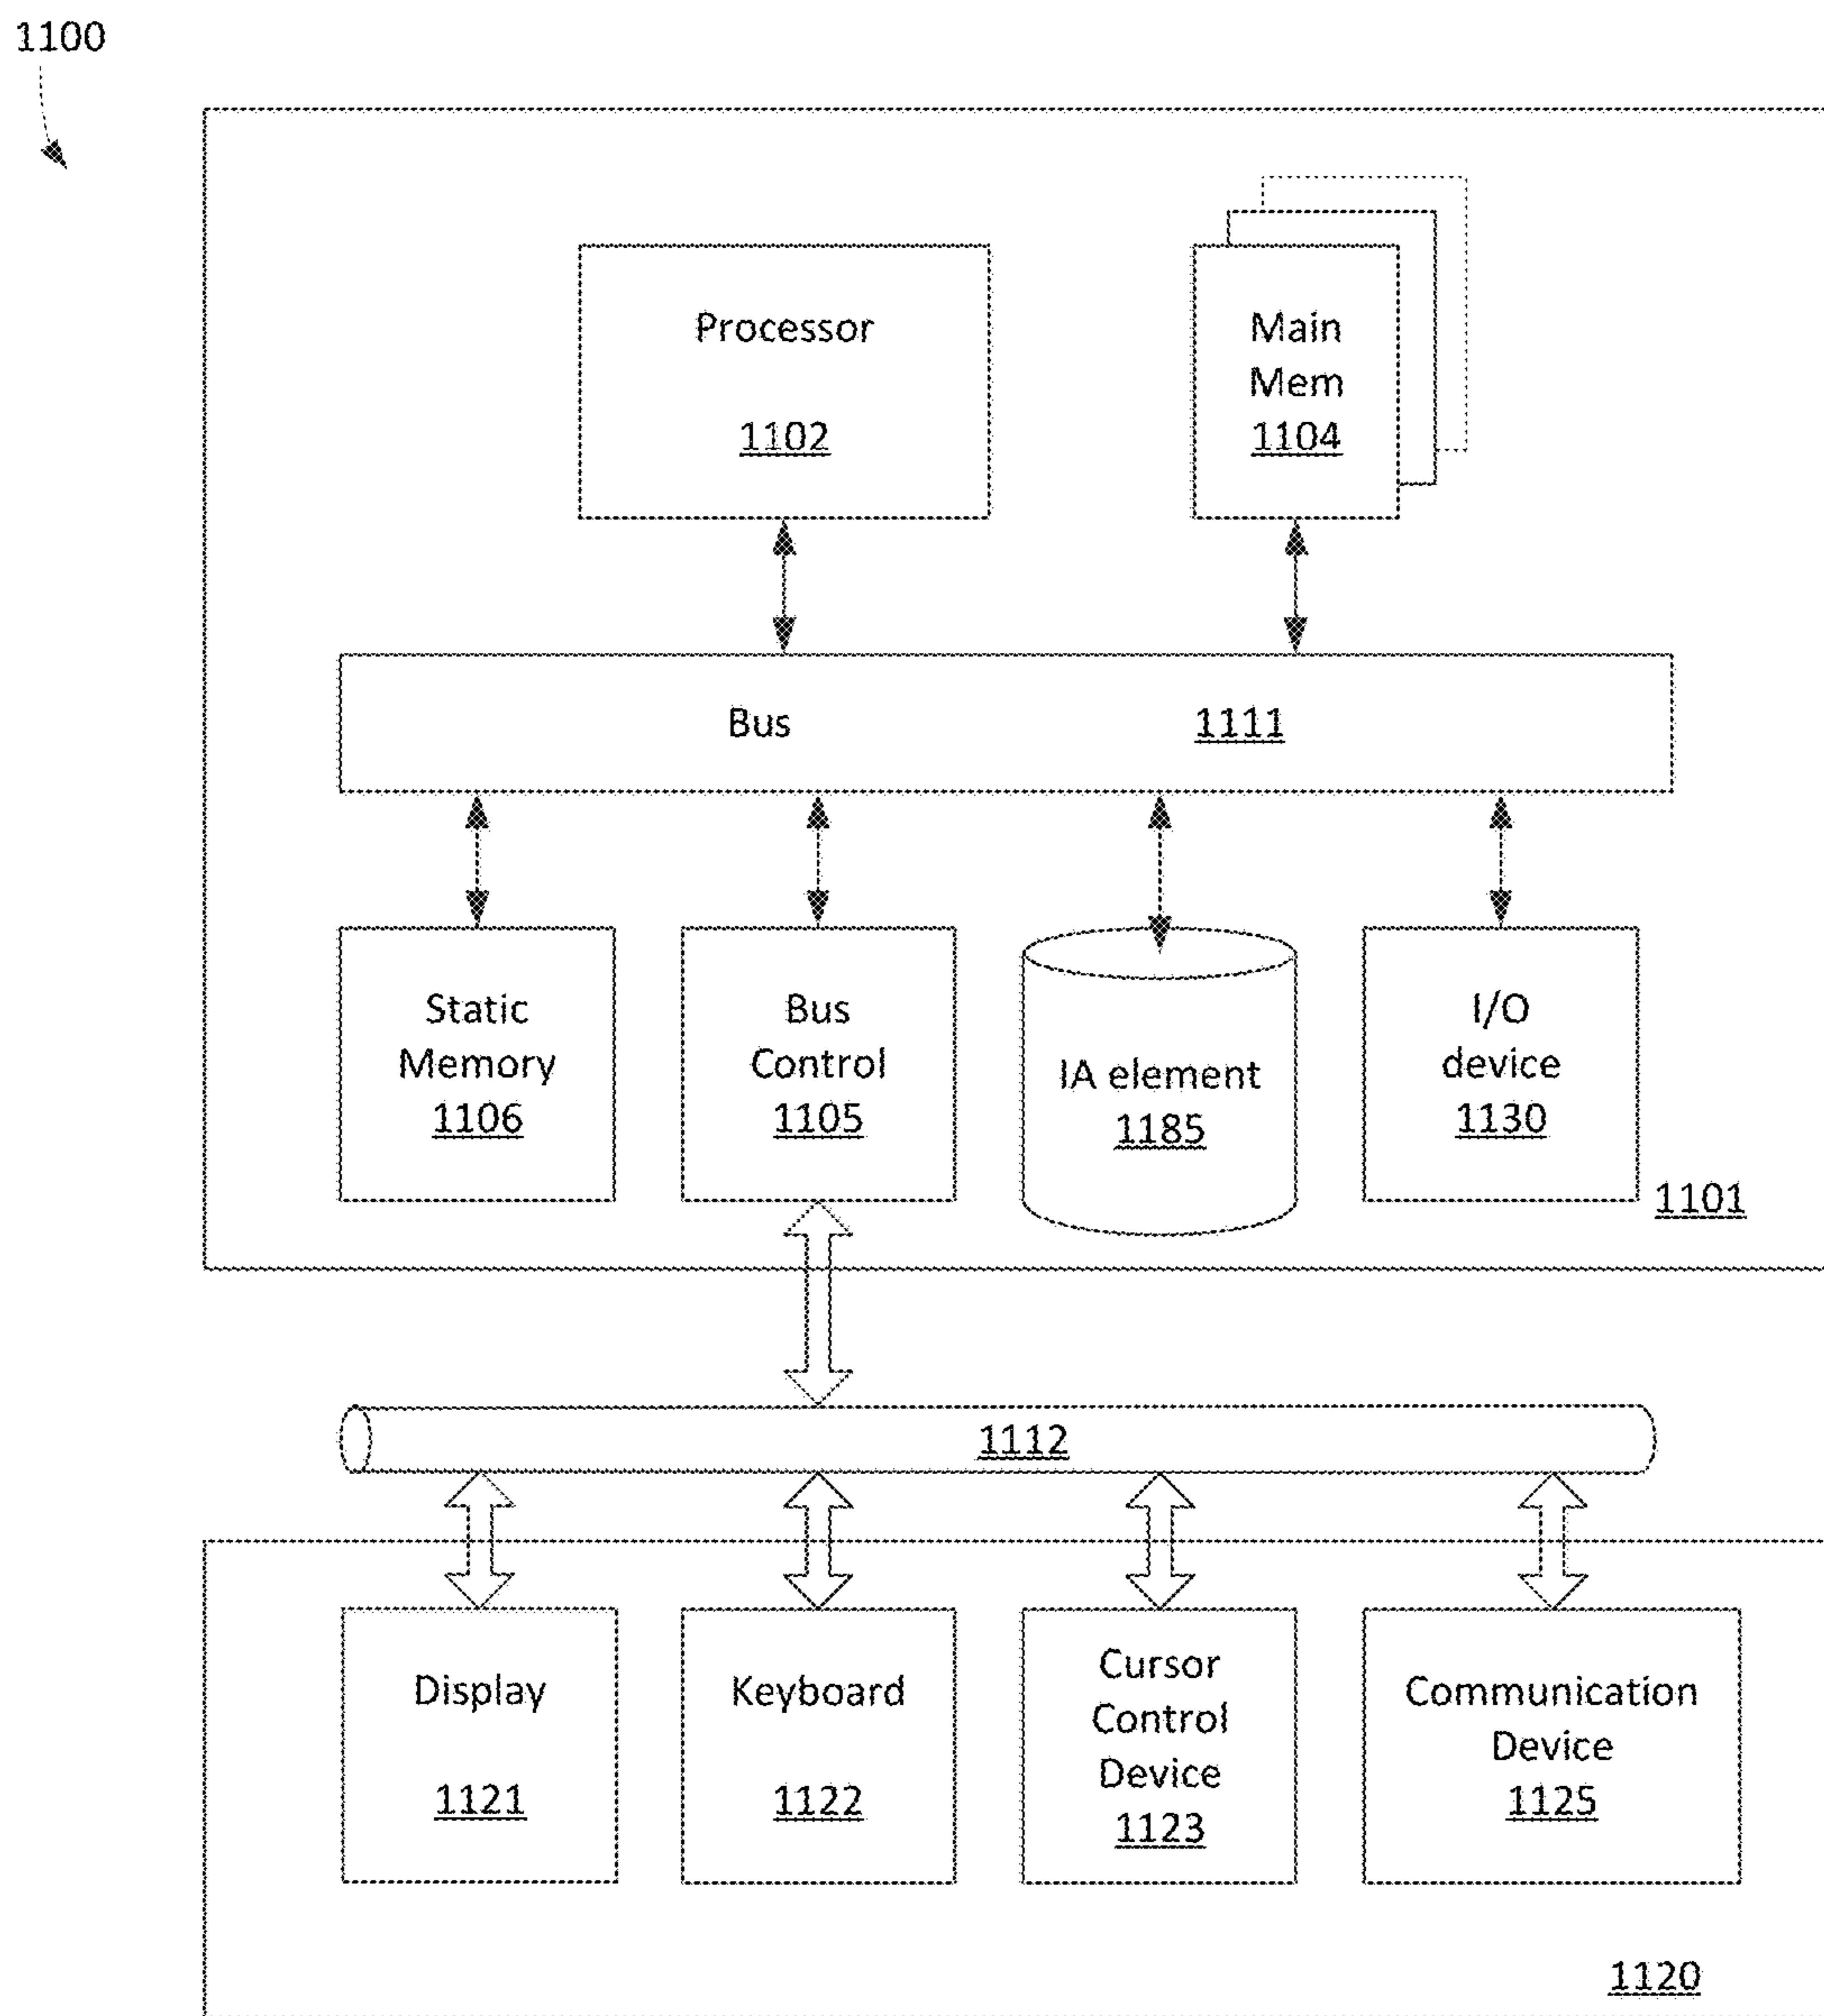 1100
Processor
1102
Main
Mem
1104
Bus 1111
Static
Memory
1106
Bus
Control
1105
IA element
1185
I/O
device
1130
1101
1112
Display
1121
Keyboard
1122
Cursor
Control
Device
1123
Communication
Device
1125
1120